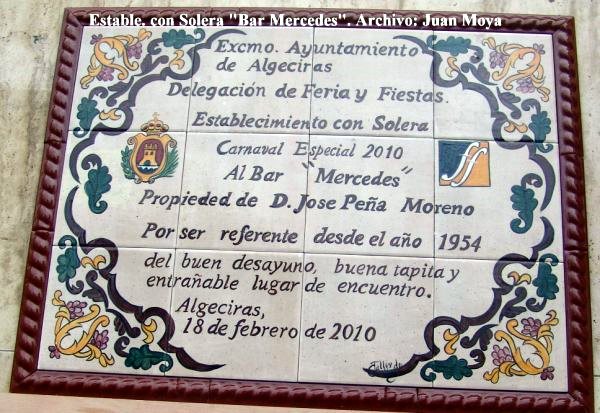 Estable. con Solera "Bar Mercedes". Archivo: Juan Moya
Excmo. Ayuntamiento
de Algeciras
Delegación de Feria y Fiestas.
Establecimiento con Solera
Carnaval Especial 2010
Al Bar "Mercedes"
Propieded de D. Jose Peña Moreno
Por ser referente desde el año 1954
del buen desayuno, buena tapita y
entrañable lugar de encuentro.
Algeciras,
18 de febrero de 2010